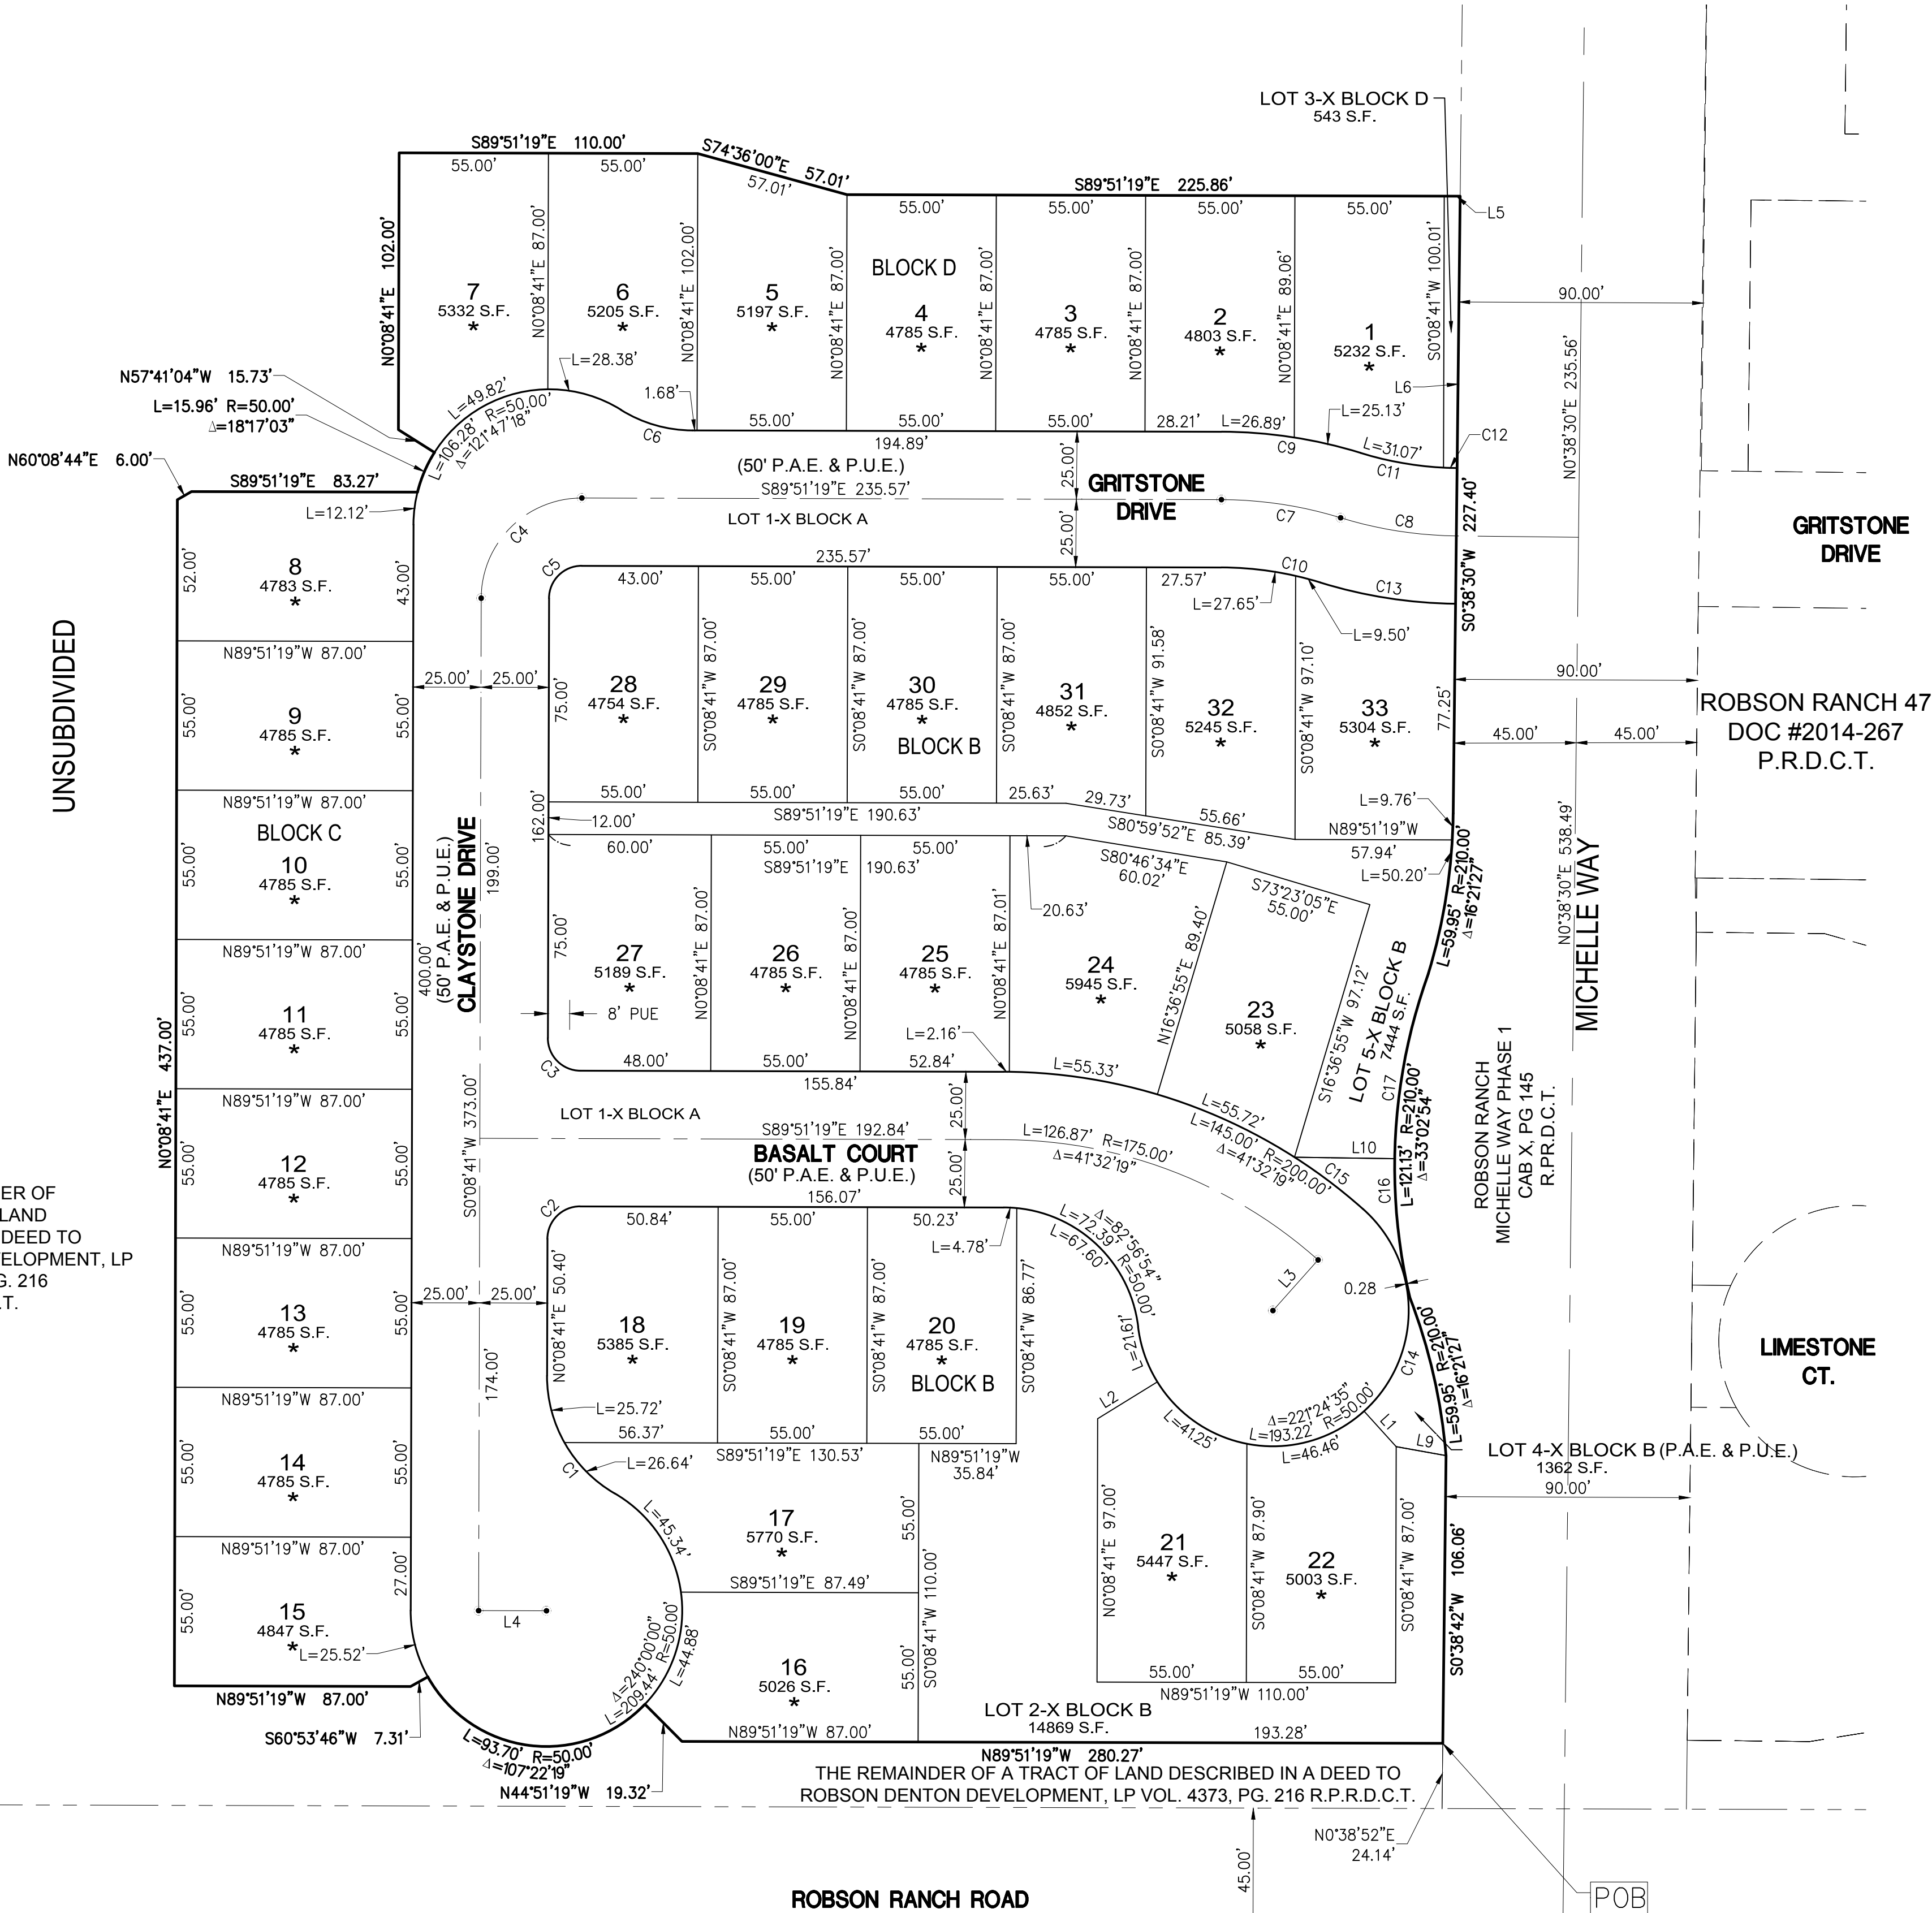 LOT 3-X BLOCK D
543 S.F.
S89°51'19"E 110.00'
S74°36'00"E 57.01'
S89°51'19"E 225.86'
55.00'
55.00'
57.01'
55.00'
55.00'
55.00'
55.00'
L5
N0°08'41"E 102.00'
N0°08'41"E 87.00'
N0°08'41"E 102.00'
N0°08'41"E 87.00'
N0°08'41"E 87.00'
N0°08'41"E 87.00'
N0°08'41"E 89.06'
S0°08'41"W 100.01'
BLOCK D
7
5332 S.F.
*
6
5205 S.F.
*
5
5197 S.F.
*
4
4785 S.F.
*
3
4785 S.F.
*
2
4803 S.F.
*
1
5232 S.F.
*
90.00'
N0°38'30"E 235.56'
L6
N57°41'04"W 15.73'
L=15.96' R=50.00'
Δ=18°17'03"
L=49.82'
R=50.00'
L=106.28'
Δ=121°47'18"
L=28.38'
1.68'
C6
55.00'
55.00'
55.00'
28.21'
L=26.89'
L=25.13'
L=31.07'
C9
C11
C12
194.89'
N60°08'44"E 6.00'
S89°51'19"E 83.27'
L=12.12'
(50' P.A.E. & P.U.E.)
S89°51'19"E 235.57'
LOT 1-X BLOCK A
25.00'
25.00'
GRITSTONE
DRIVE
C4
C7
C8
S0°38'30"W 227.40'
GRITSTONE
DRIVE
235.57'
C5
C10
C13
43.00'
55.00'
55.00'
55.00'
27.57'
L=27.65'
L=9.50'
UNSUBDIVIDED
52.00'
8
4783 S.F.
*
43.00'
N89°51'19"W 87.00'
55.00'
9
4785 S.F.
*
55.00'
N89°51'19"W 87.00'
BLOCK C
55.00'
10
4785 S.F.
*
55.00'
N89°51'19"W 87.00'
55.00'
11
4785 S.F.
*
55.00'
N89°51'19"W 87.00'
55.00'
12
4785 S.F.
*
55.00'
N89°51'19"W 87.00'
55.00'
13
4785 S.F.
*
55.00'
N89°51'19"W 87.00'
55.00'
14
4785 S.F.
*
55.00'
N89°51'19"W 87.00'
55.00'
15
4847 S.F.
*
27.00'
L=25.52'
N89°51'19"W 87.00'
S60°53'46"W 7.31'
N0°08'41"E 437.00'
25.00'
25.00'
CLAYSTONE DRIVE
(50' P.A.E. & P.U.E.)
400.00'
199.00'
162.00'
S0°08'41"W 373.00'
75.00'
28
4754 S.F.
*
S0°08'41"W 87.00'
29
4785 S.F.
*
S0°08'41"W 87.00'
30
4785 S.F.
*
BLOCK B
S0°08'41"W 87.00'
31
4852 S.F.
*
S0°08'41"W 91.58'
32
5245 S.F.
*
S0°08'41"W 97.10'
33
5304 S.F.
*
77.25'
90.00'
45.00'
45.00'
ROBSON RANCH 47
DOC #2014-267
P.R.D.C.T.
55.00'
55.00'
55.00'
25.63'
29.73'
55.66'
12.00'
S89°51'19"E 190.63'
S80°59'52"E 85.39'
N89°51'19"W
57.94'
L=9.76'
L=50.20'
L=59.95' R=210.00'
Δ=16°21'27"
N0°38'30"E 538.49'
MICHELLE WAY
60.00'
55.00'
55.00'
S89°51'19"E 190.63'
20.63'
S80°46'34"E
60.02'
S73°23'05"E
55.00'
75.00'
27
5189 S.F.
*
N0°08'41"E 87.00'
26
4785 S.F.
*
N0°08'41"E 87.00'
25
4785 S.F.
*
N0°08'41"E 87.01'
24
5945 S.F.
*
N16°36'55"E 89.40'
23
5058 S.F.
*
S16°36'55"W 97.12'
LOT 5-X BLOCK B
7444 S.F.
C17
8' PUE
C3
48.00'
55.00'
52.84'
L=2.16'
L=55.33'
155.84'
L=55.72'
L=145.00' R=200.00'
Δ=41°32'19"
C15
L10
C16
L=121.13' R=210.00'
Δ=33°02'54"
ROBSON RANCH
MICHELLE WAY PHASE 1
CAB X, PG 145
R.PR.D.C.T.
LOT 1-X BLOCK A
S89°51'19"E 192.84'
BASALT COURT
(50' P.A.E. & P.U.E.)
25.00'
25.00'
L=126.87' R=175.00'
Δ=41°32'19"
L3
156.07'
C2
50.84'
55.00'
50.23'
L=4.78'
Δ=82°56'54"
L=72.39' R=50.00'
L=67.60'
0.28
ER OF
LAND
DEED TO
VELOPMENT, LP
G. 216
.T.
25.00'
25.00'
N0°08'41"E 50.40'
174.00'
18
5385 S.F.
*
S0°08'41"W 87.00'
19
4785 S.F.
*
S0°08'41"W 87.00'
20
4785 S.F.
*
BLOCK B
S0°08'41"W 86.77'
L=21.61'
L2
L=41.25'
Δ=221°24'35"
L=193.22' R=50.00'
L=46.46'
C14
L1
L9
L=59.95' R=210.00'
Δ=16°21'27"
LIMESTONE
CT.
LOT 4-X BLOCK B (P.A.E. & P.U.E.)
1362 S.F.
90.00'
L=25.72'
56.37'
55.00'
55.00'
S89°51'19"E 130.53'
N89°51'19"W
35.84'
C1
L=26.64'
L=45.34'
17
5770 S.F.
*
55.00'
S89°51'19"E 87.49'
S0°08'41"W 110.00'
L4
Δ=240°00'00"
L=209.44' R=50.00'
L=44.88'
16
5026 S.F.
*
55.00'
N89°51'19"W 87.00'
N0°08'41"E 97.00'
21
5447 S.F.
*
S0°08'41"W 87.90'
22
5003 S.F.
*
S0°08'41"W 87.00'
55.00'
55.00'
N89°51'19"W 110.00'
S0°38'42"W 106.06'
LOT 2-X BLOCK B
14869 S.F.
193.28'
L=93.70' R=50.00'
Δ=107°22'19"
N44°51'19"W 19.32'
N89°51'19"W 280.27'
THE REMAINDER OF A TRACT OF LAND DESCRIBED IN A DEED TO
ROBSON DENTON DEVELOPMENT, LP VOL. 4373, PG. 216 R.P.R.D.C.T.
N0°38'52"E
24.14'
45.00'
POB
ROBSON RANCH ROAD